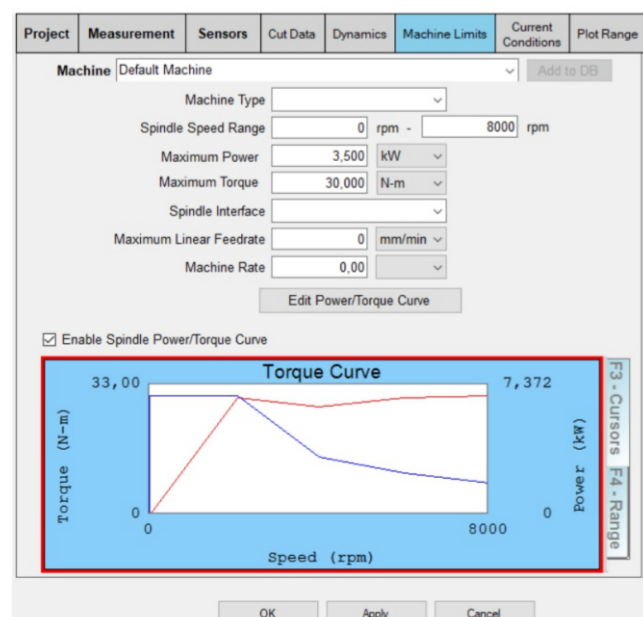 Project Measurement Sensors Cut Data Dynamics Machine Limits Current Conditions Plot Range
Machine Default Machine Add to DB
Machine Type
Spindle Speed Range 0 rpm - 8000 rpm
Maximum Power 3,500 kW
Maximum Torque 30,000 N-m
Spindle Interface
Maximum Linear Feedrate 0 mm/min
Machine Rate 0,00
Edit Power/Torque Curve
Enable Spindle Power/Torque Curve
Torque Curve
33,00 7,372
Torque (N-m)
Power (kW)
0 0
0 8000
Speed (rpm)
F3 - Cursors
F4 - Range
OK Apply Cancel